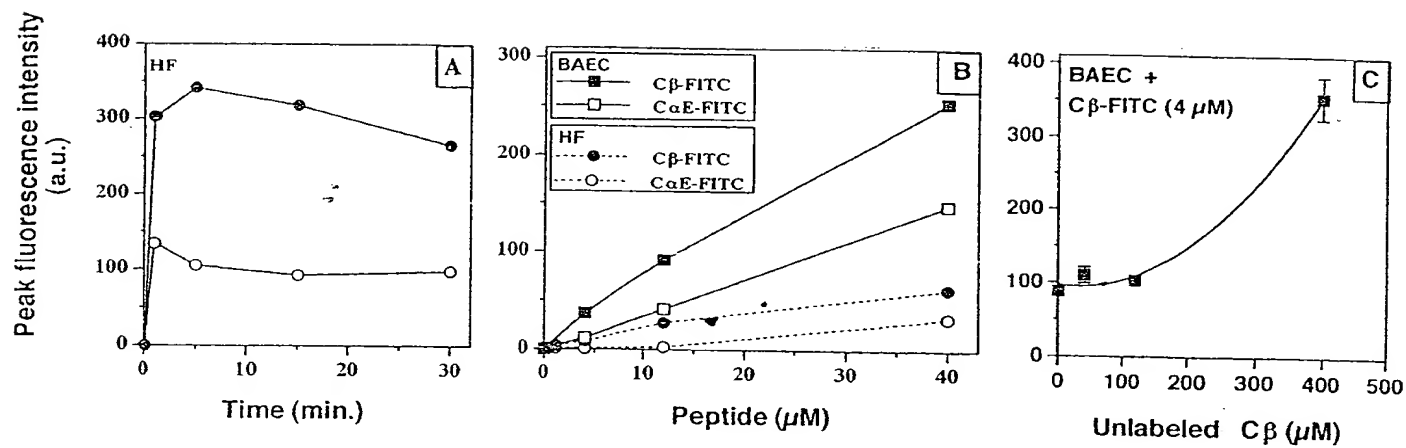 Peak fluorescence intensity
(a.u.)
400
300
200
100
0
HF
A
0
10
20
30
Time (min.)
300
200
100
0
BAEC
Cβ-FITC
CαE-FITC
HF
Cβ-FITC
CαE-FITC
B
0
10
20
30
40
Peptide (μM)
400
300
200
100
0
BAEC +
Cβ-FITC (4 μM)
C
0
100
200
300
400
500
Unlabeled Cβ (μM)